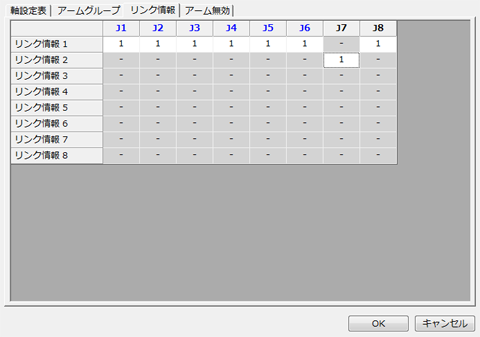 軸設定表 アームグループ リンク情報 アーム無効
J1 J2 J3 J4 J5 J6 J7 J8
リンク情報 1 1 1 1 1 1 1 - 1
リンク情報 2 - - - - - - 1 -
リンク情報 3 - - - - - - - -
リンク情報 4 - - - - - - - -
リンク情報 5 - - - - - - - -
リンク情報 6 - - - - - - - -
リンク情報 7 - - - - - - - -
リンク情報 8 - - - - - - - -
OK キャンセル